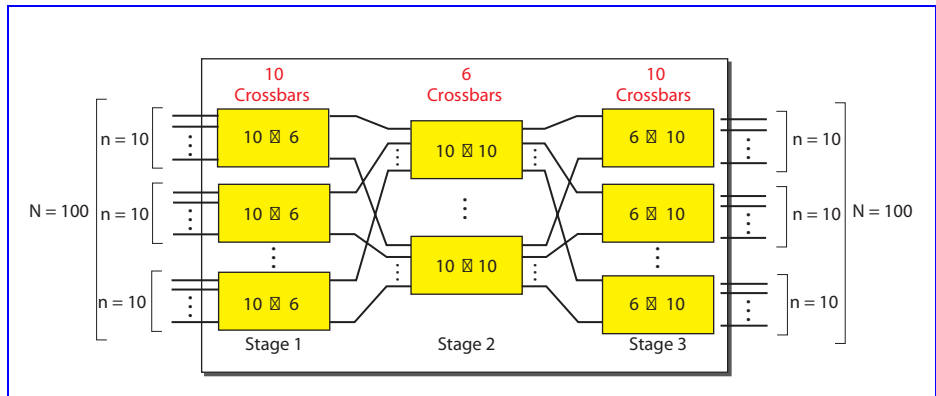 10
Crossbars
6
Crossbars
10
Crossbars
N = 100
n = 10
n = 10
n = 10
10 🞎 6
10 🞎 6
10 🞎 6
10 🞎 10
10 🞎 10
6 🞎 10
6 🞎 10
6 🞎 10
n = 10
n = 10
n = 10
N = 100
Stage 1
Stage 2
Stage 3